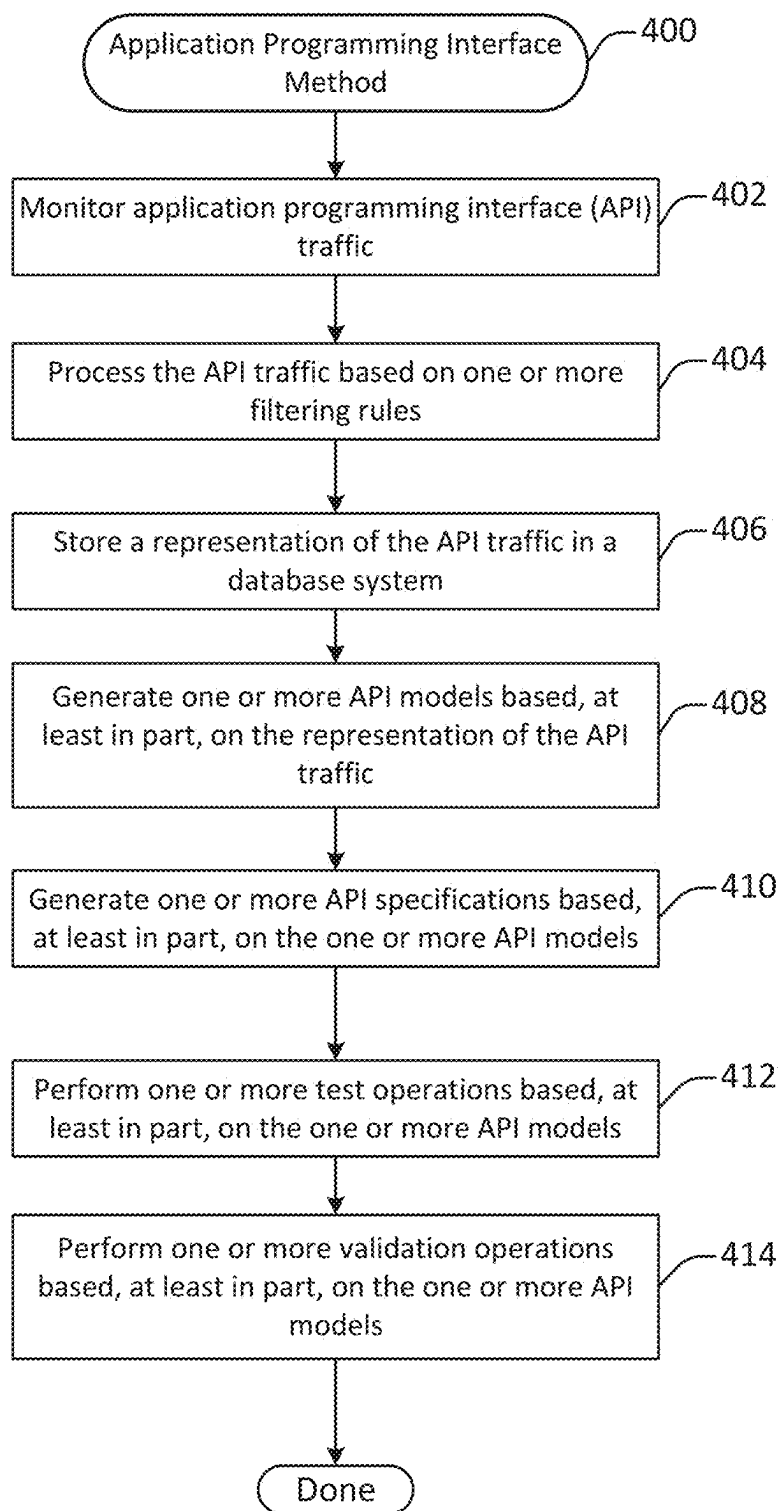 Application Programming Interface
Method
400
Monitor application programming interface (API)
traffic
402
Process the API traffic based on one or more
filtering rules
404
Store a representation of the API traffic in a
database system
406
Generate one or more API models based, at
least in part, on the representation of the API
traffic
408
Generate one or more API specifications based,
at least in part, on the one or more API models
410
Perform one or more test operations based, at
least in part, on the one or more API models
412
Perform one or more validation operations
based, at least in part, on the one or more API
models
414
Done